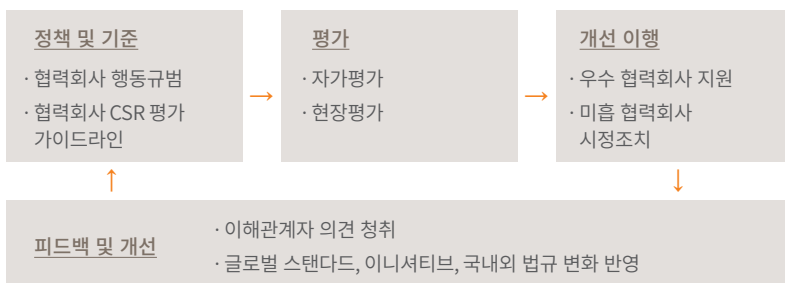 정책 및 기준
· 협력회사 행동규범
· 협력회사 CSR 평가
가이드라인
→
평가
· 자가평가
· 현장평가
→
개선 이행
· 우수 협력회사 지원
· 미흡 협력회사
시정조치
↑
↓
피드백 및 개선
· 이해관계자 의견 청취
· 글로벌 스탠다드, 이니셔티브, 국내외 법규 변화 반영